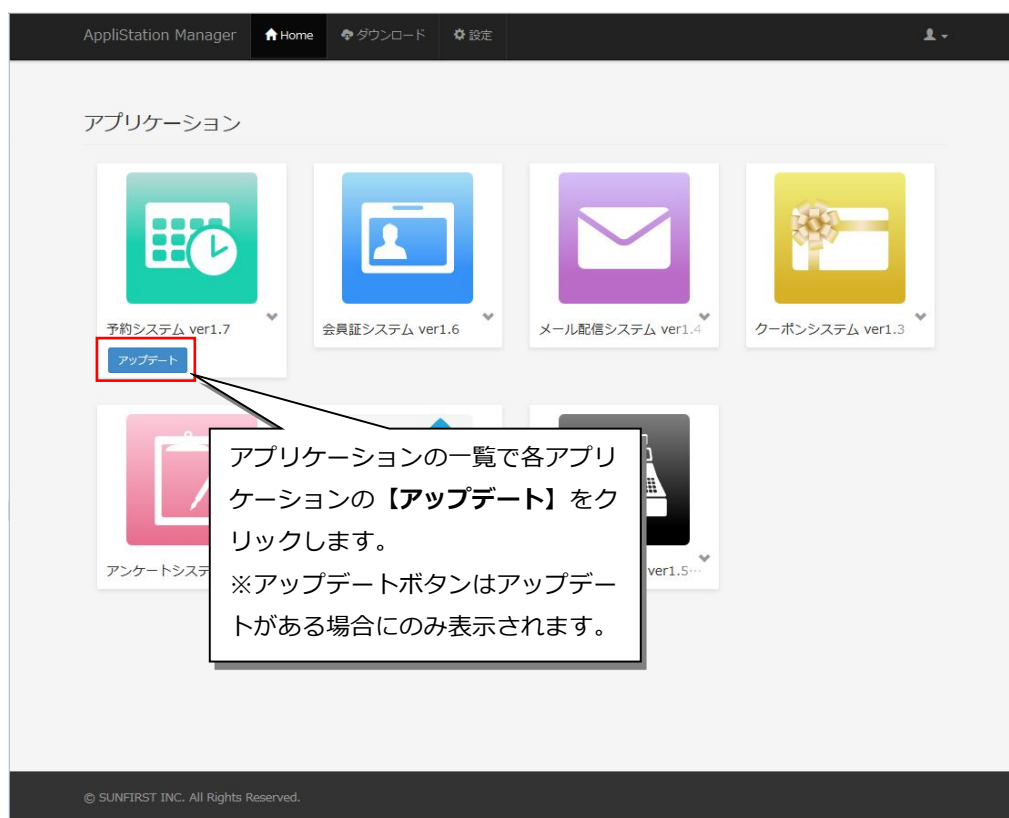 AppliStation Manager Home ダウンロード 設定
アプリケーション
予約システム ver1.7
会員証システム ver1.6
メール配信システム ver1.4
クーポンシステム ver1.3
アップデート
アプリケーションの一覧で各アプリ
ケーションの【アップデート】をク
リックします。
※アップデートボタンはアップデー
トがある場合にのみ表示されます。
アンケートシステ
ver1.5…
© SUNFIRST INC. All Rights Reserved.